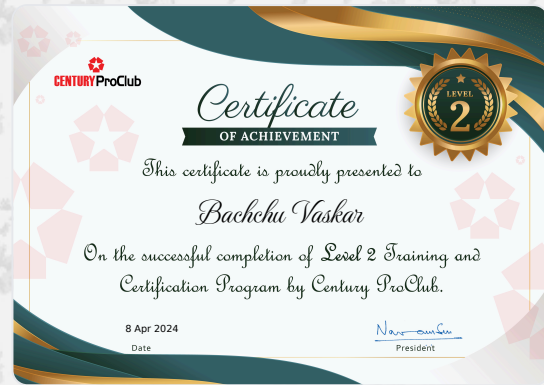 CENTURY ProClub
Certificate
OF ACHIEVEMENT
LEVEL
2
This certificate is proudly presented to
Bachchu Vaskar
On the successful completion of Level 2 Training and
Certification Program by Century ProClub.
8 Apr 2024
Date
President